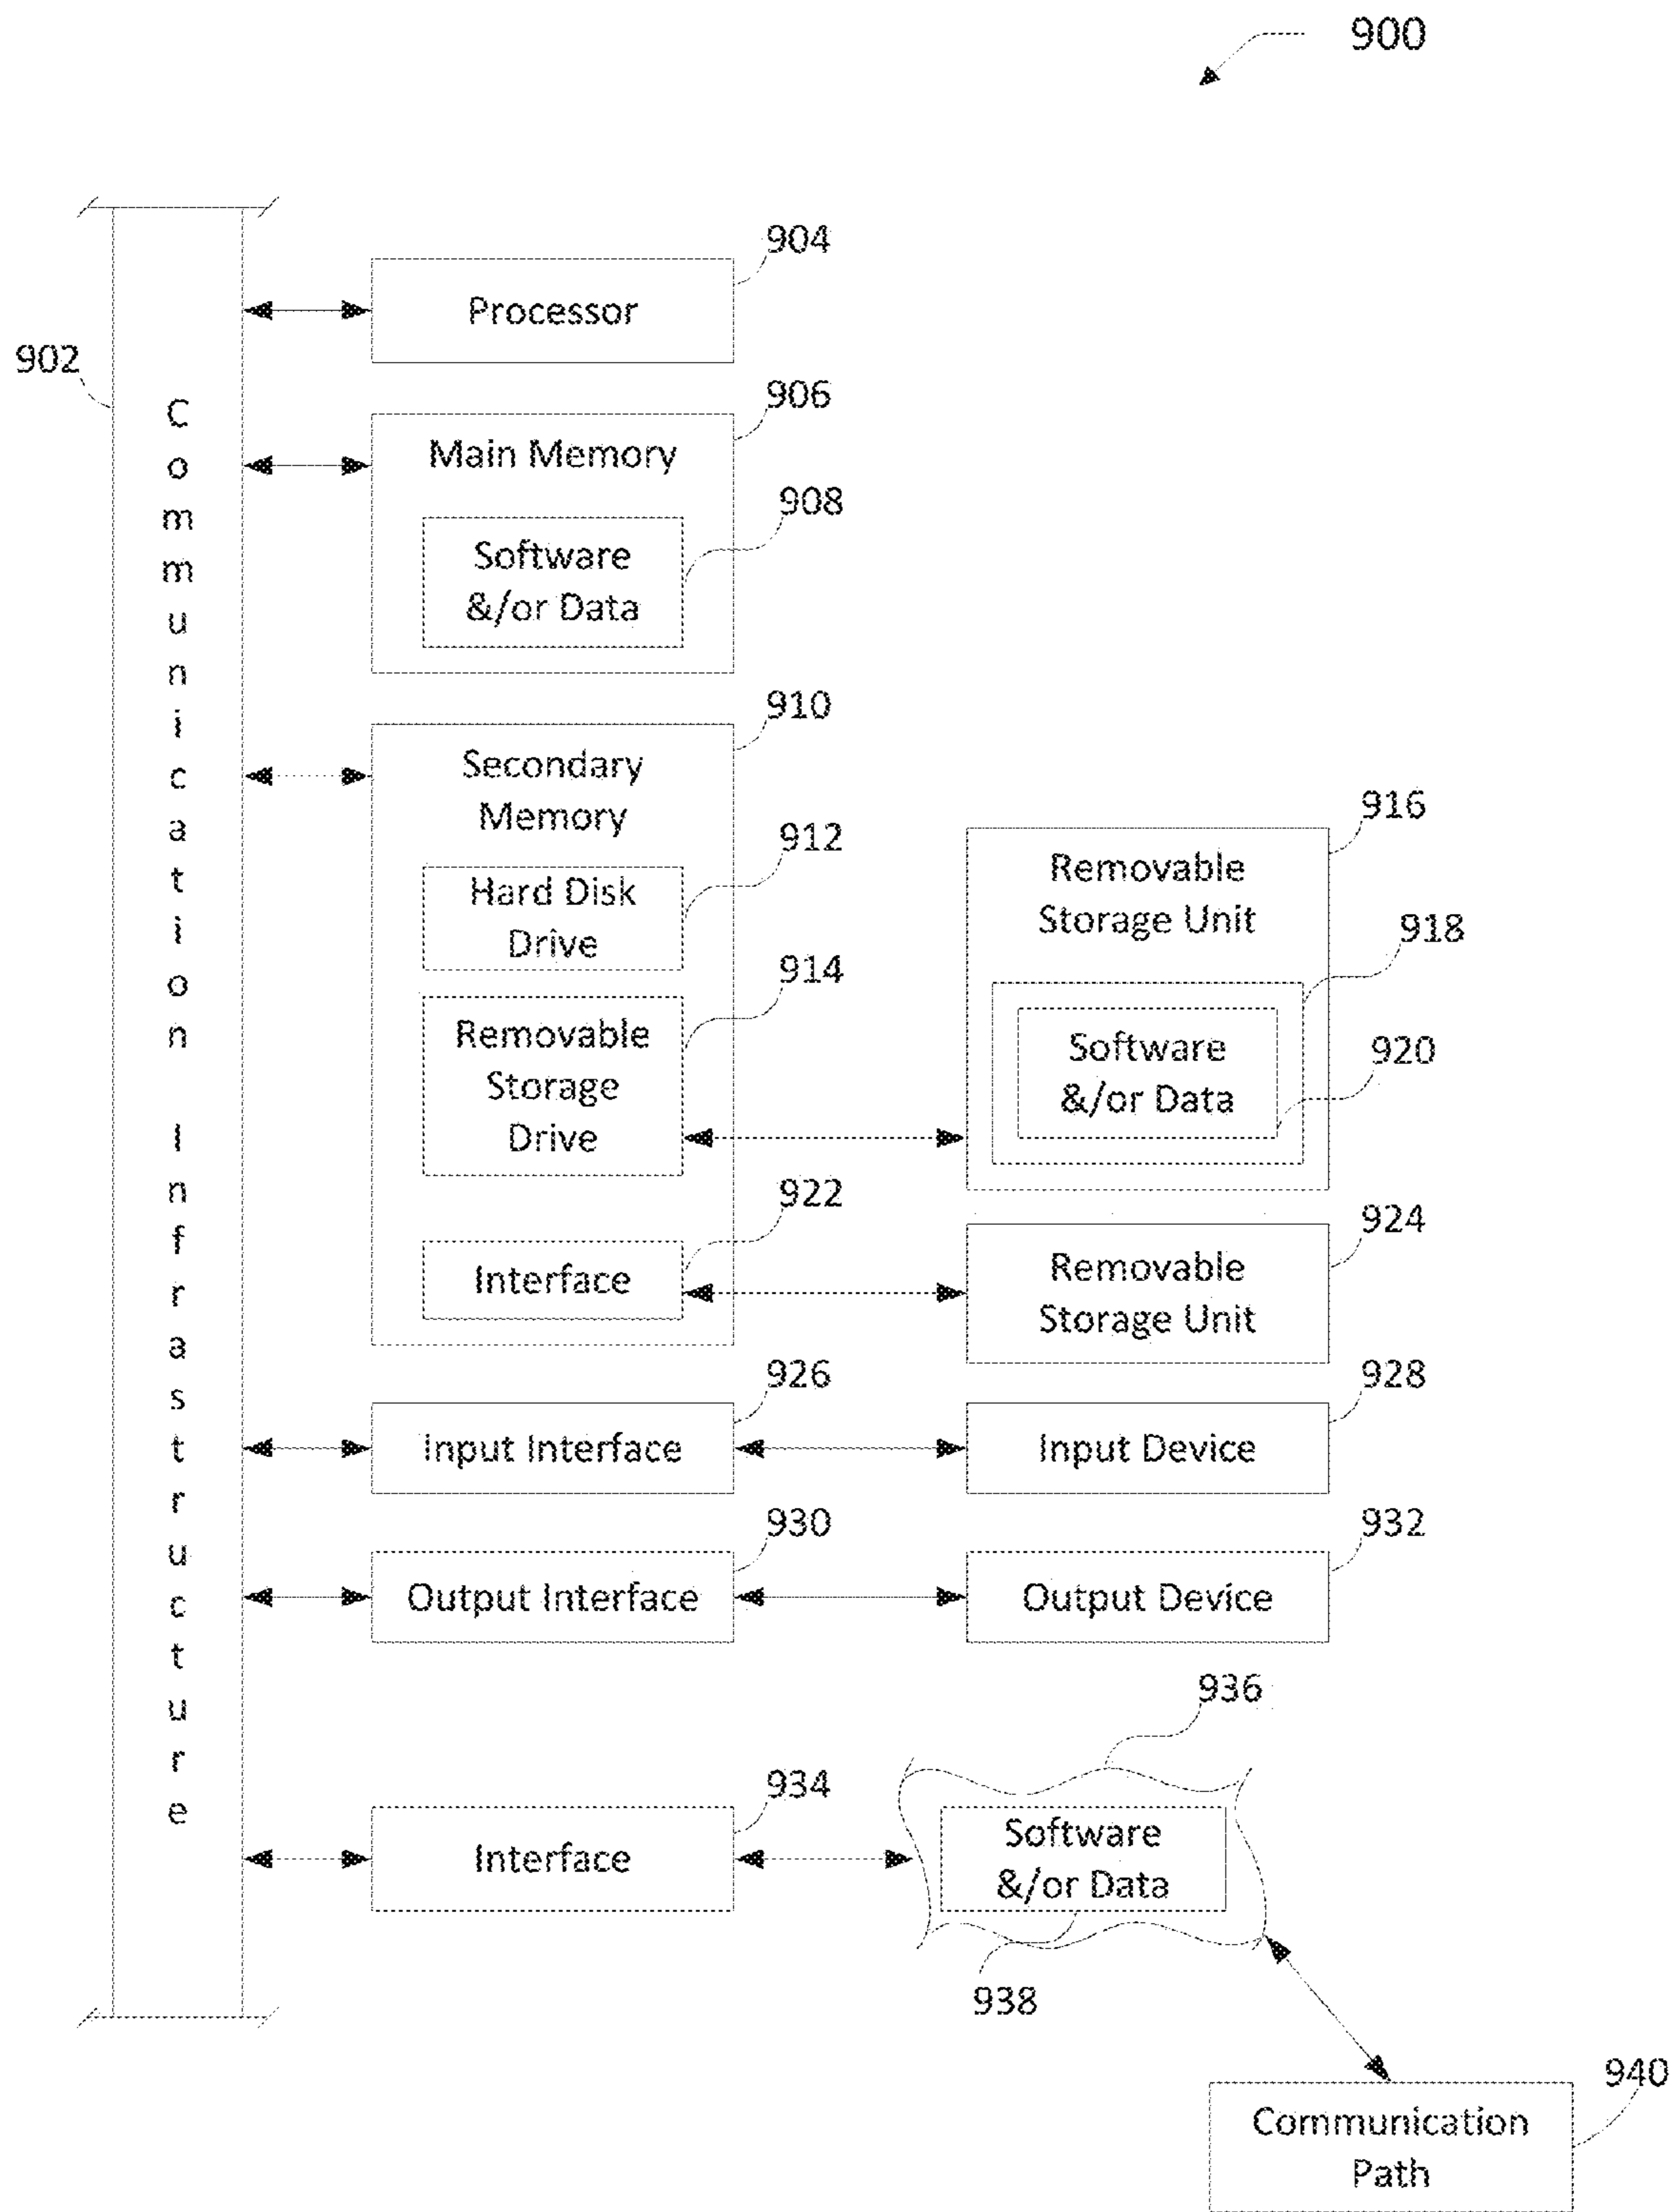 900
902
Communication Infrastructure
904
Processor
906
Main Memory
908
Software
&/or Data
910
Secondary
Memory
912
Hard Disk
Drive
914
Removable
Storage
Drive
916
Removable
Storage Unit
918
Software
&/or Data
920
922
Interface
924
Removable
Storage Unit
926
Input Interface
928
Input Device
930
Output Interface
932
Output Device
934
Interface
936
Software
&/or Data
938
940
Communication
Path